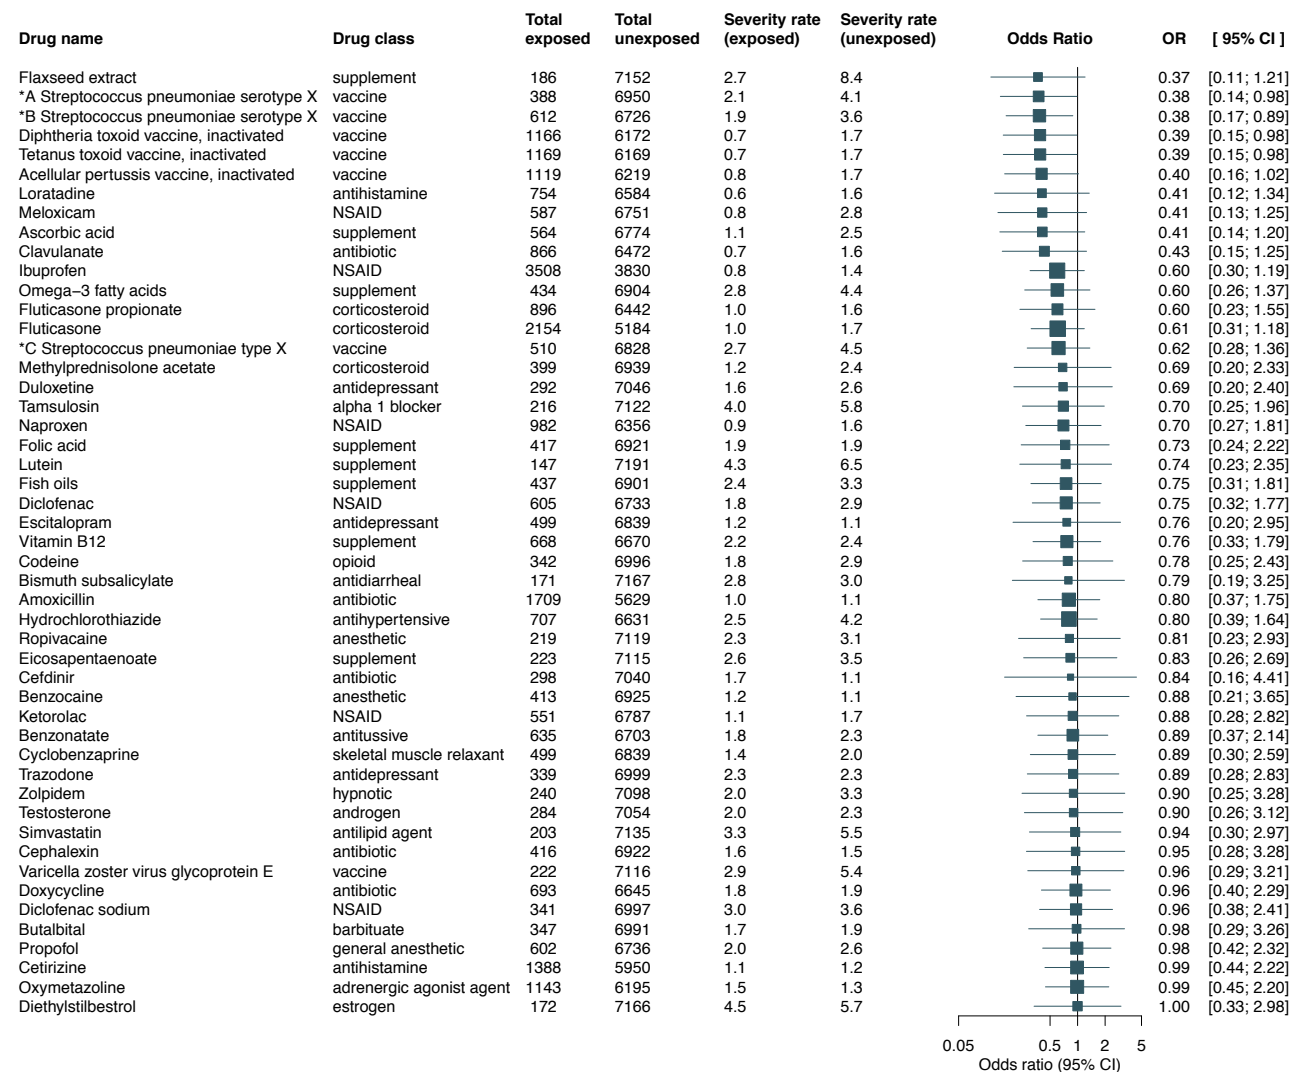 Drug name Drug class Total exposed Total unexposed Severity rate (exposed) Severity rate (unexposed) Odds Ratio OR [ 95% CI ]
Flaxseed extract supplement 186 7152 2.7 8.4 0.37 [0.11; 1.21]
*A Streptococcus pneumoniae serotype X vaccine 388 6950 2.1 4.1 0.38 [0.14; 0.98]
*B Streptococcus pneumoniae serotype X vaccine 612 6726 1.9 3.6 0.38 [0.17; 0.89]
Diphtheria toxoid vaccine, inactivated vaccine 1166 6172 0.7 1.7 0.39 [0.15; 0.98]
Tetanus toxoid vaccine, inactivated vaccine 1169 6169 0.7 1.7 0.39 [0.15; 0.98]
Acellular pertussis vaccine, inactivated vaccine 1119 6219 0.8 1.7 0.40 [0.16; 1.02]
Loratadine antihistamine 754 6584 0.6 1.6 0.41 [0.12; 1.34]
Meloxicam NSAID 587 6751 0.8 2.8 0.41 [0.13; 1.25]
Ascorbic acid supplement 564 6774 1.1 2.5 0.41 [0.14; 1.20]
Clavulanate antibiotic 866 6472 0.7 1.6 0.43 [0.15; 1.25]
Ibuprofen NSAID 3508 3830 0.8 1.4 0.60 [0.30; 1.19]
Omega−3 fatty acids supplement 434 6904 2.8 4.4 0.60 [0.26; 1.37]
Fluticasone propionate corticosteroid 896 6442 1.0 1.6 0.60 [0.23; 1.55]
Fluticasone corticosteroid 2154 5184 1.0 1.7 0.61 [0.31; 1.18]
*C Streptococcus pneumoniae type X vaccine 510 6828 2.7 4.5 0.62 [0.28; 1.36]
Methylprednisolone acetate corticosteroid 399 6939 1.2 2.4 0.69 [0.20; 2.33]
Duloxetine antidepressant 292 7046 1.6 2.6 0.69 [0.20; 2.40]
Tamsulosin alpha 1 blocker 216 7122 4.0 5.8 0.70 [0.25; 1.96]
Naproxen NSAID 982 6356 0.9 1.6 0.70 [0.27; 1.81]
Folic acid supplement 417 6921 1.9 1.9 0.73 [0.24; 2.22]
Lutein supplement 147 7191 4.3 6.5 0.74 [0.23; 2.35]
Fish oils supplement 437 6901 2.4 3.3 0.75 [0.31; 1.81]
Diclofenac NSAID 605 6733 1.8 2.9 0.75 [0.32; 1.77]
Escitalopram antidepressant 499 6839 1.2 1.1 0.76 [0.20; 2.95]
Vitamin B12 supplement 668 6670 2.2 2.4 0.76 [0.33; 1.79]
Codeine opioid 342 6996 1.8 2.9 0.78 [0.25; 2.43]
Bismuth subsalicylate antidiarrheal 171 7167 2.8 3.0 0.79 [0.19; 3.25]
Amoxicillin antibiotic 1709 5629 1.0 1.1 0.80 [0.37; 1.75]
Hydrochlorothiazide antihypertensive 707 6631 2.5 4.2 0.80 [0.39; 1.64]
Ropivacaine anesthetic 219 7119 2.3 3.1 0.81 [0.23; 2.93]
Eicosapentaenoate supplement 223 7115 2.6 3.5 0.83 [0.26; 2.69]
Cefdinir antibiotic 298 7040 1.7 1.1 0.84 [0.16; 4.41]
Benzocaine anesthetic 413 6925 1.2 1.1 0.88 [0.21; 3.65]
Ketorolac NSAID 551 6787 1.1 1.7 0.88 [0.28; 2.82]
Benzonatate antitussive 635 6703 1.8 2.3 0.89 [0.37; 2.14]
Cyclobenzaprine skeletal muscle relaxant 499 6839 1.4 2.0 0.89 [0.30; 2.59]
Trazodone antidepressant 339 6999 2.3 2.3 0.89 [0.28; 2.83]
Zolpidem hypnotic 240 7098 2.0 3.3 0.90 [0.25; 3.28]
Testosterone androgen 284 7054 2.0 2.3 0.90 [0.26; 3.12]
Simvastatin antilipid agent 203 7135 3.3 5.5 0.94 [0.30; 2.97]
Cephalexin antibiotic 416 6922 1.6 1.5 0.95 [0.28; 3.28]
Varicella zoster virus glycoprotein E vaccine 222 7116 2.9 5.4 0.96 [0.29; 3.21]
Doxycycline antibiotic 693 6645 1.8 1.9 0.96 [0.40; 2.29]
Diclofenac sodium NSAID 341 6997 3.0 3.6 0.96 [0.38; 2.41]
Butalbital barbituate 347 6991 1.7 1.9 0.98 [0.29; 3.26]
Propofol general anesthetic 602 6736 2.0 2.6 0.98 [0.42; 2.32]
Cetirizine antihistamine 1388 5950 1.1 1.2 0.99 [0.44; 2.22]
Oxymetazoline adrenergic agonist agent 1143 6195 1.5 1.3 0.99 [0.45; 2.20]
Diethylstilbestrol estrogen 172 7166 4.5 5.7 1.00 [0.33; 2.98]
0.05 0.5 1 2 5
Odds ratio (95% CI)